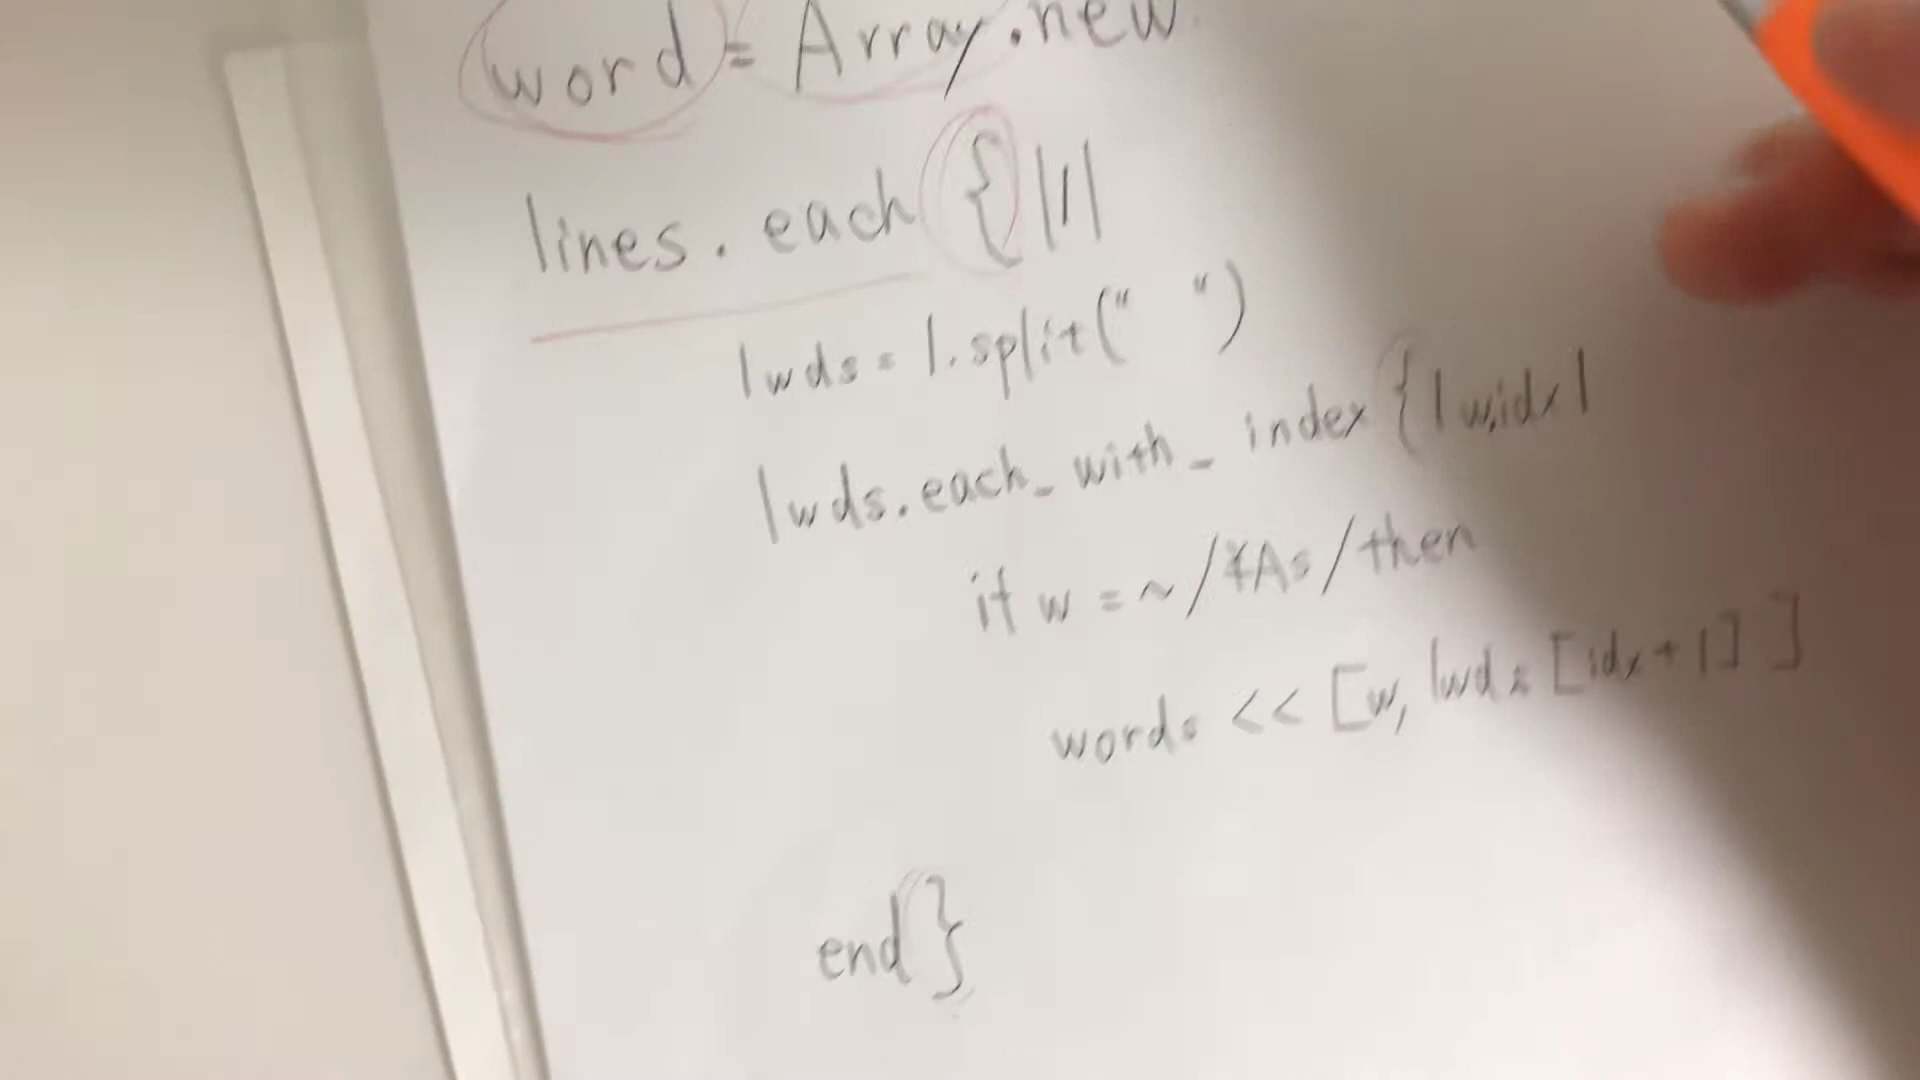 word = Array.new
lines.each { |l|
lwds = l.split(" ")
lwds.each_with_index { |w,idx|
if w =~ /¥As/ then
words << [w, lwds[idx+1]]
end }